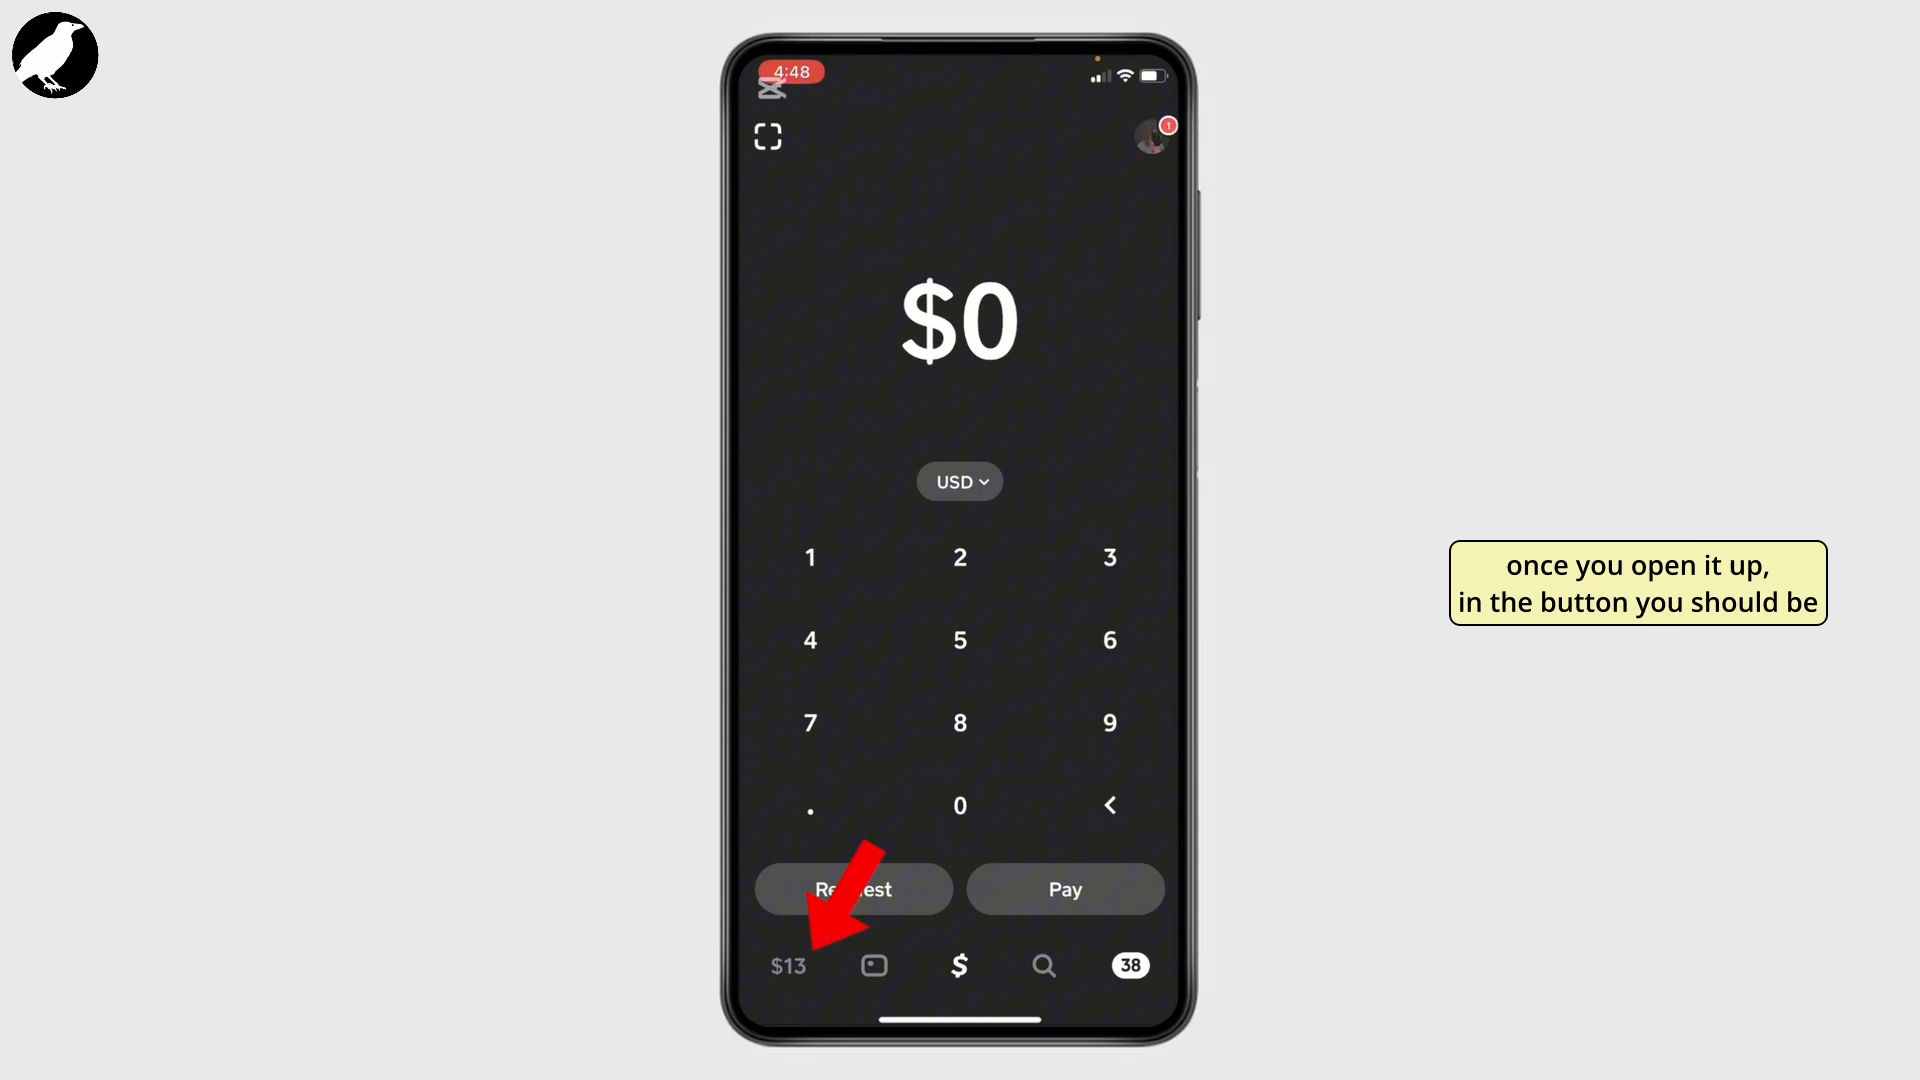 4:48
1
$0
USD
1 2 3
4 5 6
7 8 9
. 0 <
Pay
$13 $ 38
once you open it up,
in the button you should be